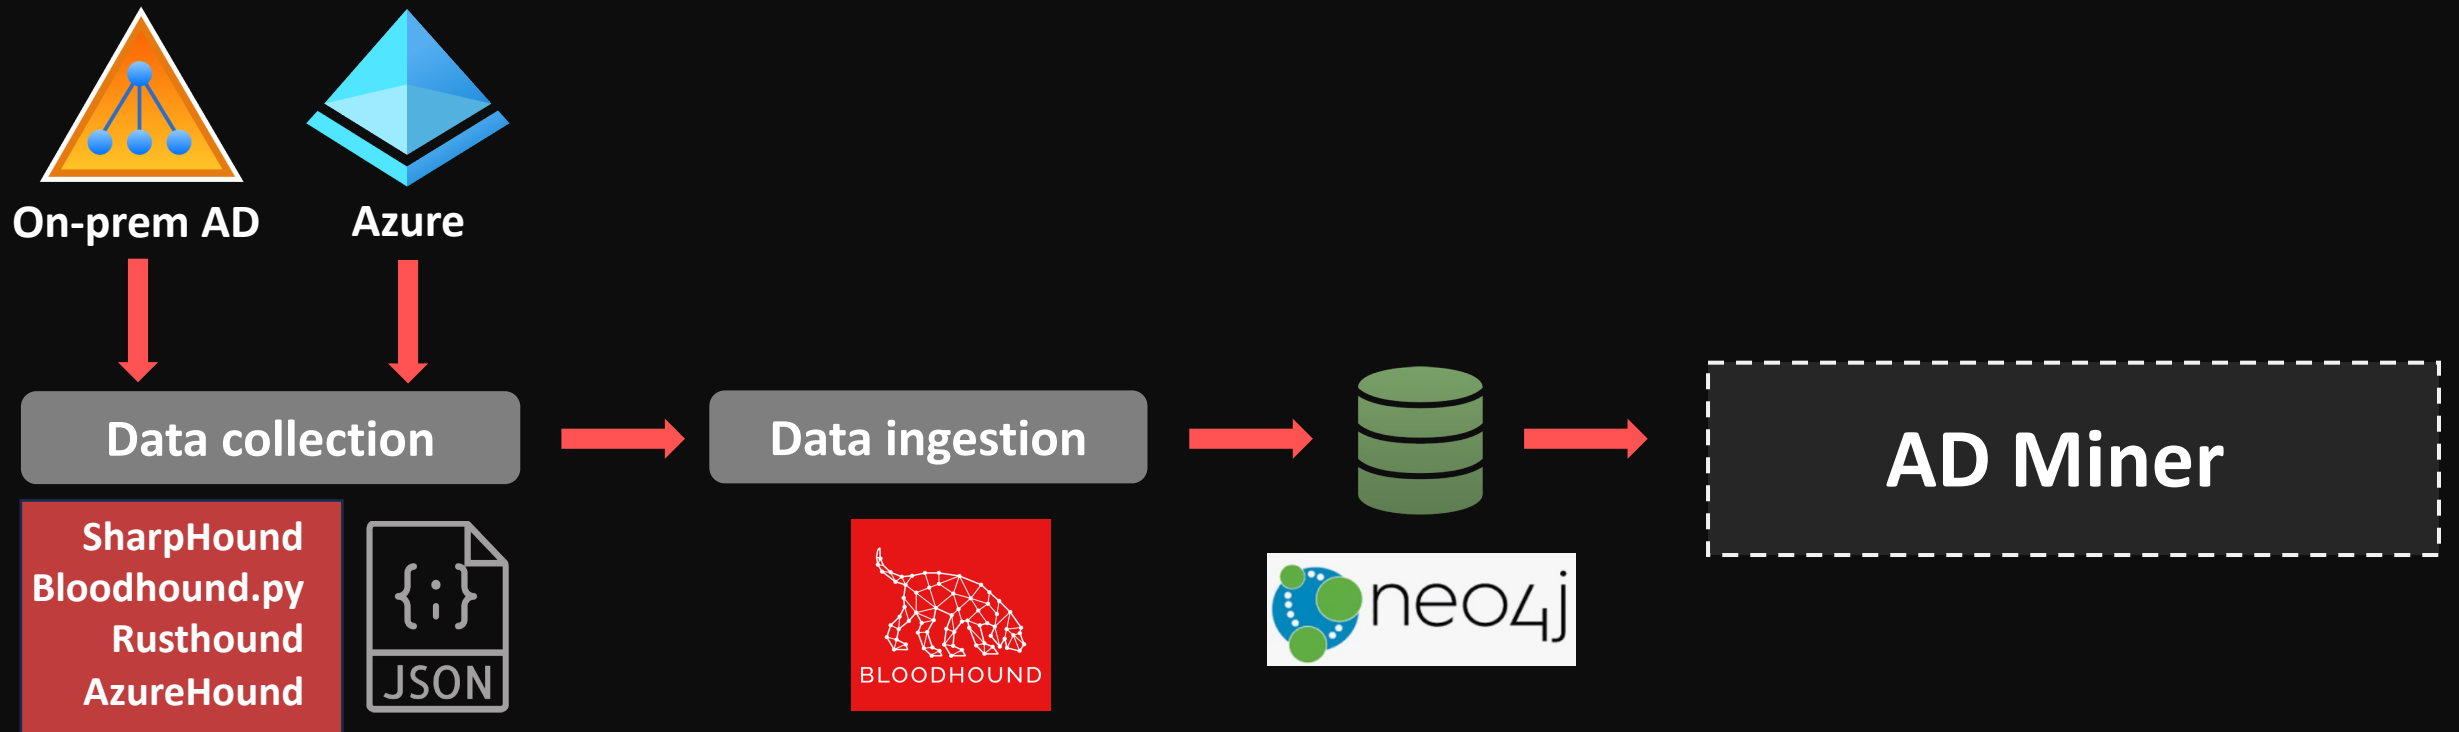 On-prem AD
Azure
Data collection
Data ingestion
AD Miner
SharpHound
Bloodhound.py
Rusthound
AzureHound
{;}
JSON
BLOODHOUND
neo4j